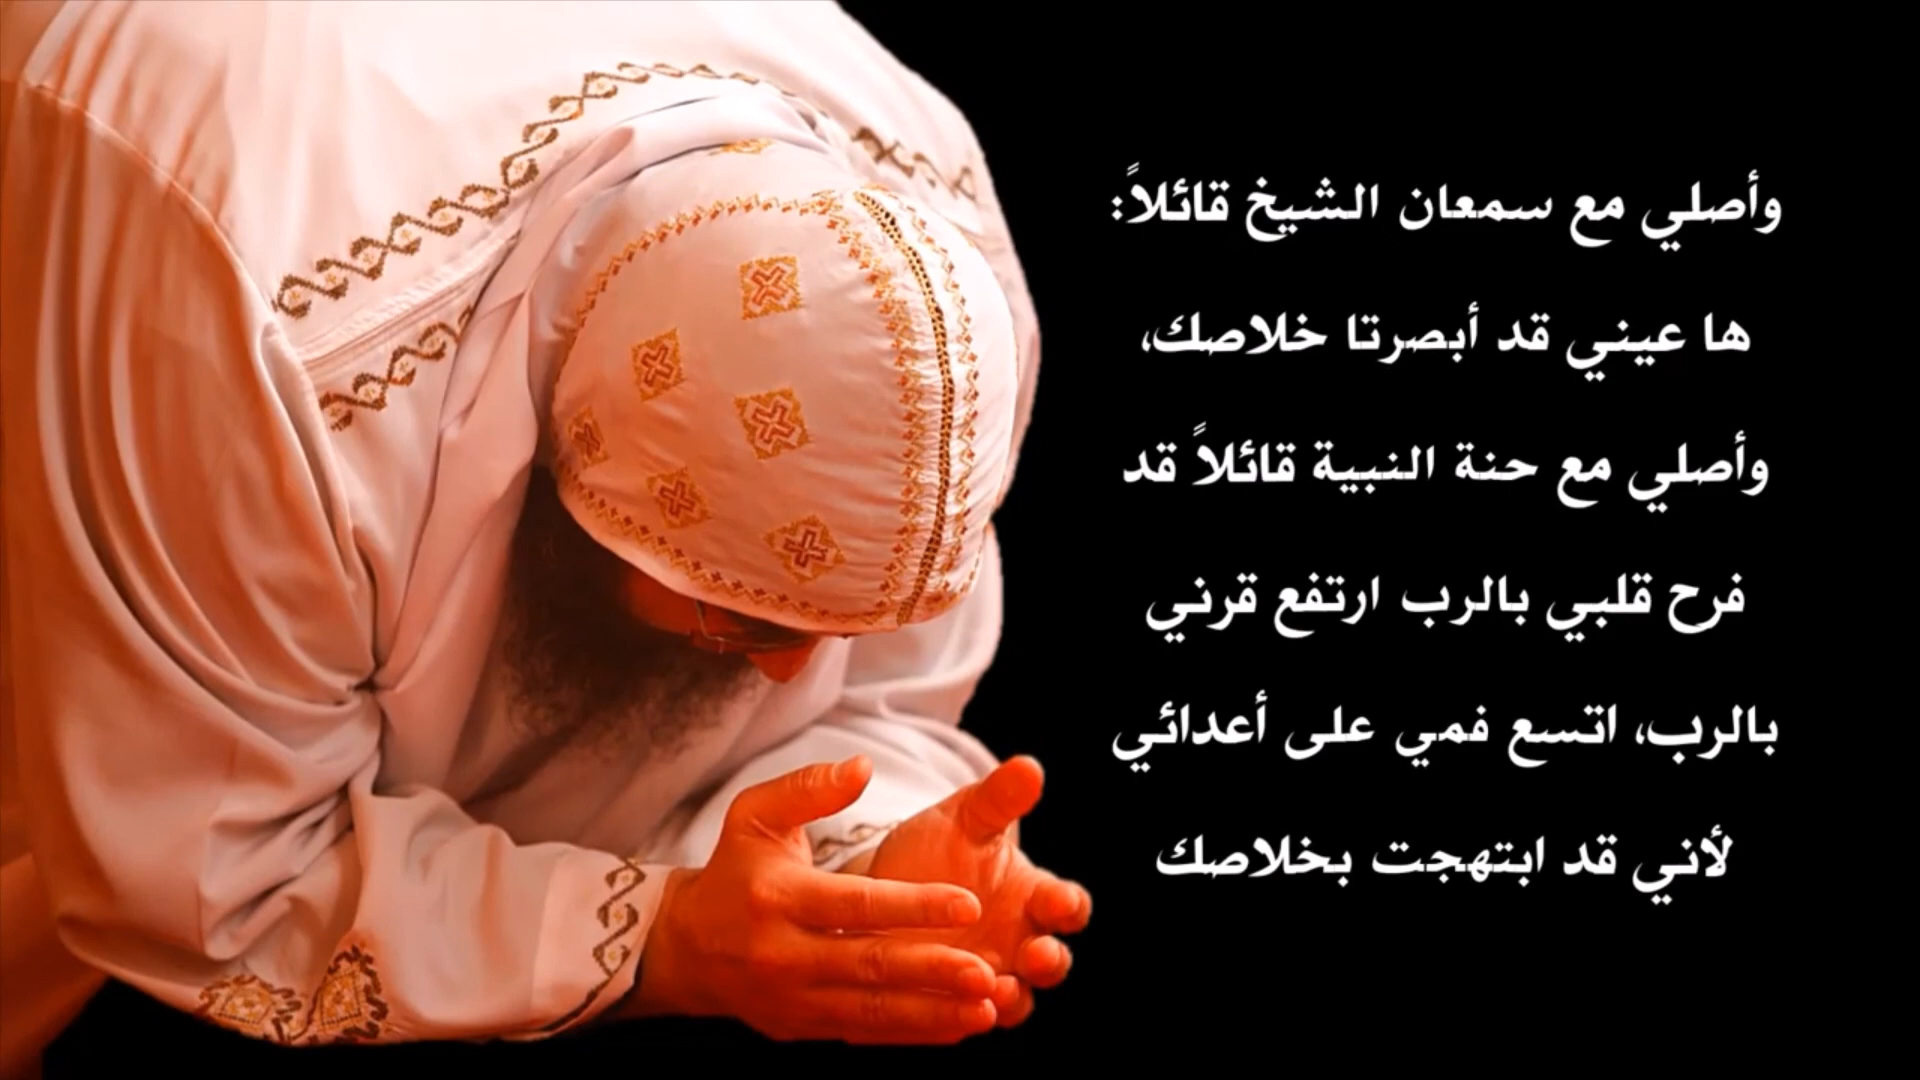 وأصلي مع سمعان الشيخ قائلاً:
ها عيني قد أبصرتا خلاصك،
وأصلي مع حنة النبية قائلاً قد
فرح قلبي بالرب ارتفع قرني
بالرب، اتسع فمي على أعدائي
لأني قد ابتهجت بخلاصك